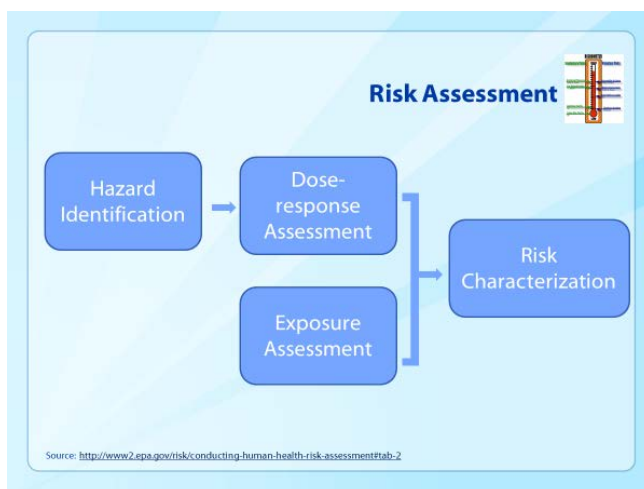 Risk Assessment
Hazard
Identification
Dose-
response
Assessment
Exposure
Assessment
Risk
Characterization
Source: http://www2.epa.gov/risk/conducting-human-health-risk-assessment#tab-2